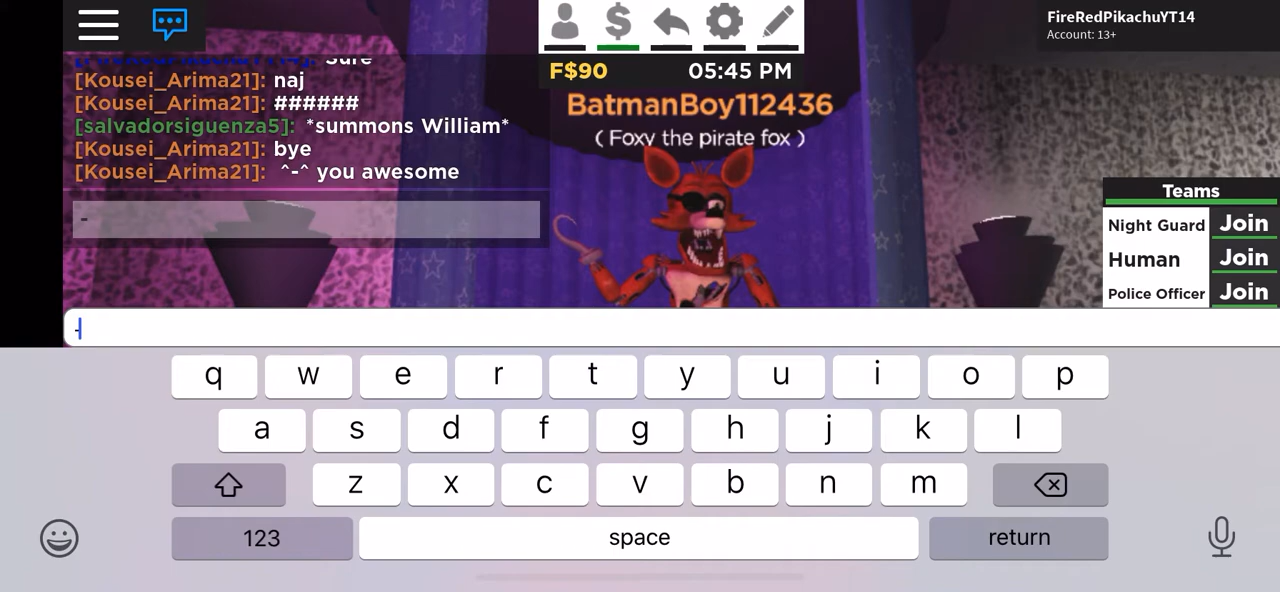 Sure
[Kousei_Arima21]: naj
[Kousei_Arima21]: ######
[salvadorsiguenza5]: *summons William*
[Kousei_Arima21]: bye
[Kousei_Arima21]: ^-^ you awesome
-
-
F$90 05:45 PM
BatmanBoy112436
( Foxy the pirate fox )
FireRedPikachuYT14
Account: 13+
Teams
Night Guard Join
Human Join
Police Officer Join
q w e r t y u i o p
a s d f g h j k l
z x c v b n m
123 space return